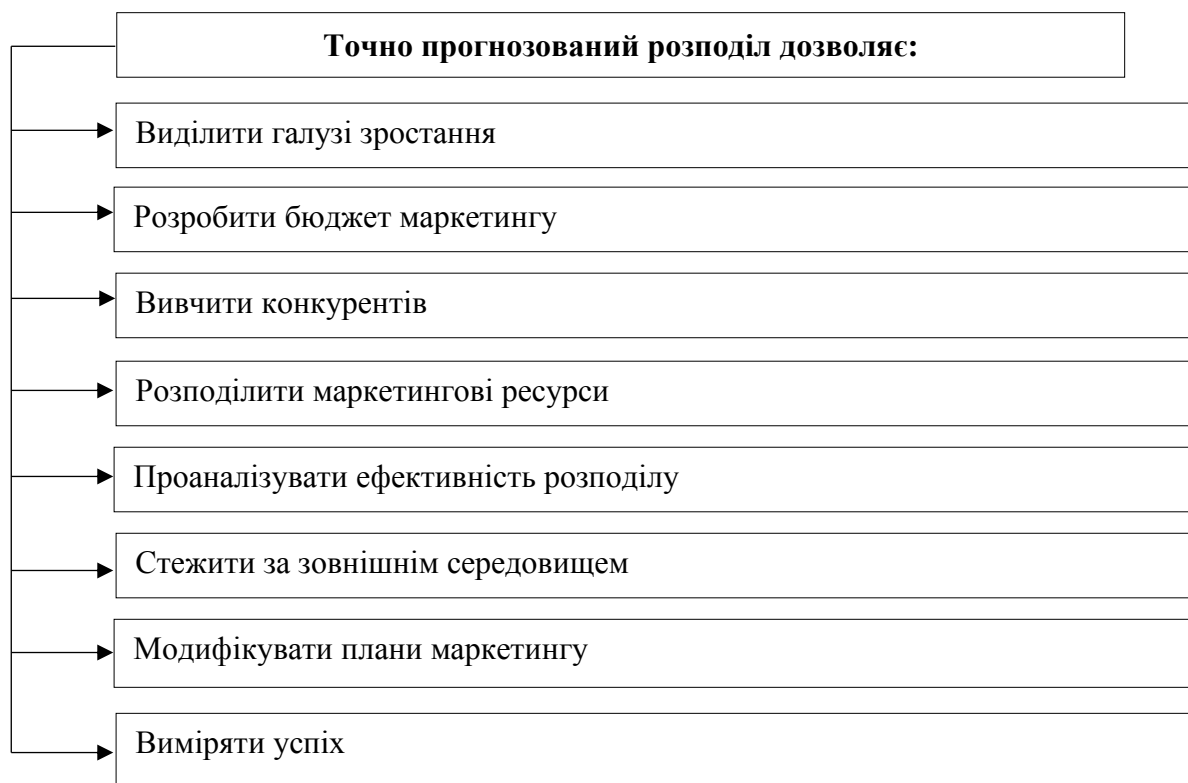 Точно прогнозований розподіл дозволяє:
Виділити галузі зростання
Розробити бюджет маркетингу
Вивчити конкурентів
Розподілити маркетингові ресурси
Проаналізувати ефективність розподілу
Стежити за зовнішнім середовищем
Модифікувати плани маркетингу
Виміряти успіх